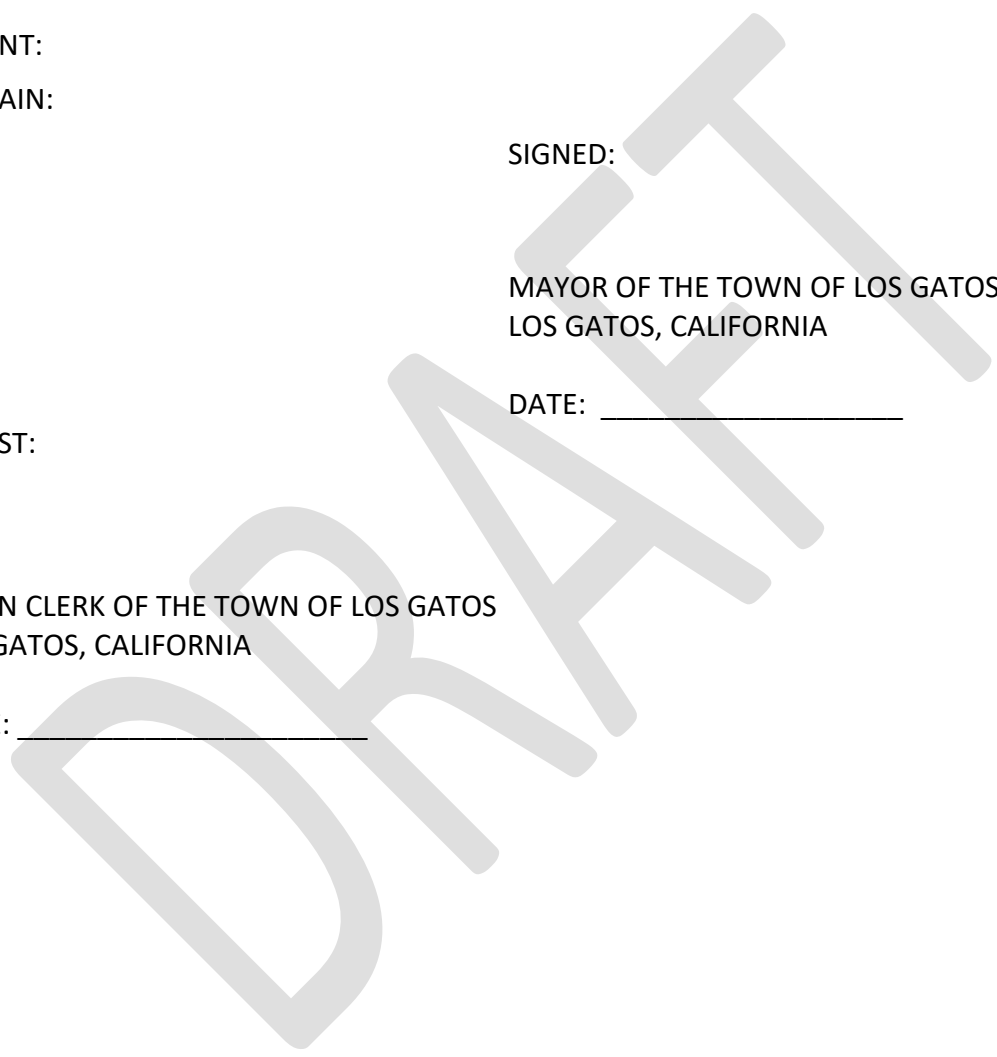 NT:
AIN:
SIGNED:
MAYOR OF THE TOWN OF LOS GATOS
LOS GATOS, CALIFORNIA
DATE: ___________________
ST:
N CLERK OF THE TOWN OF LOS GATOS
GATOS, CALIFORNIA
: ______________________
DRAFT